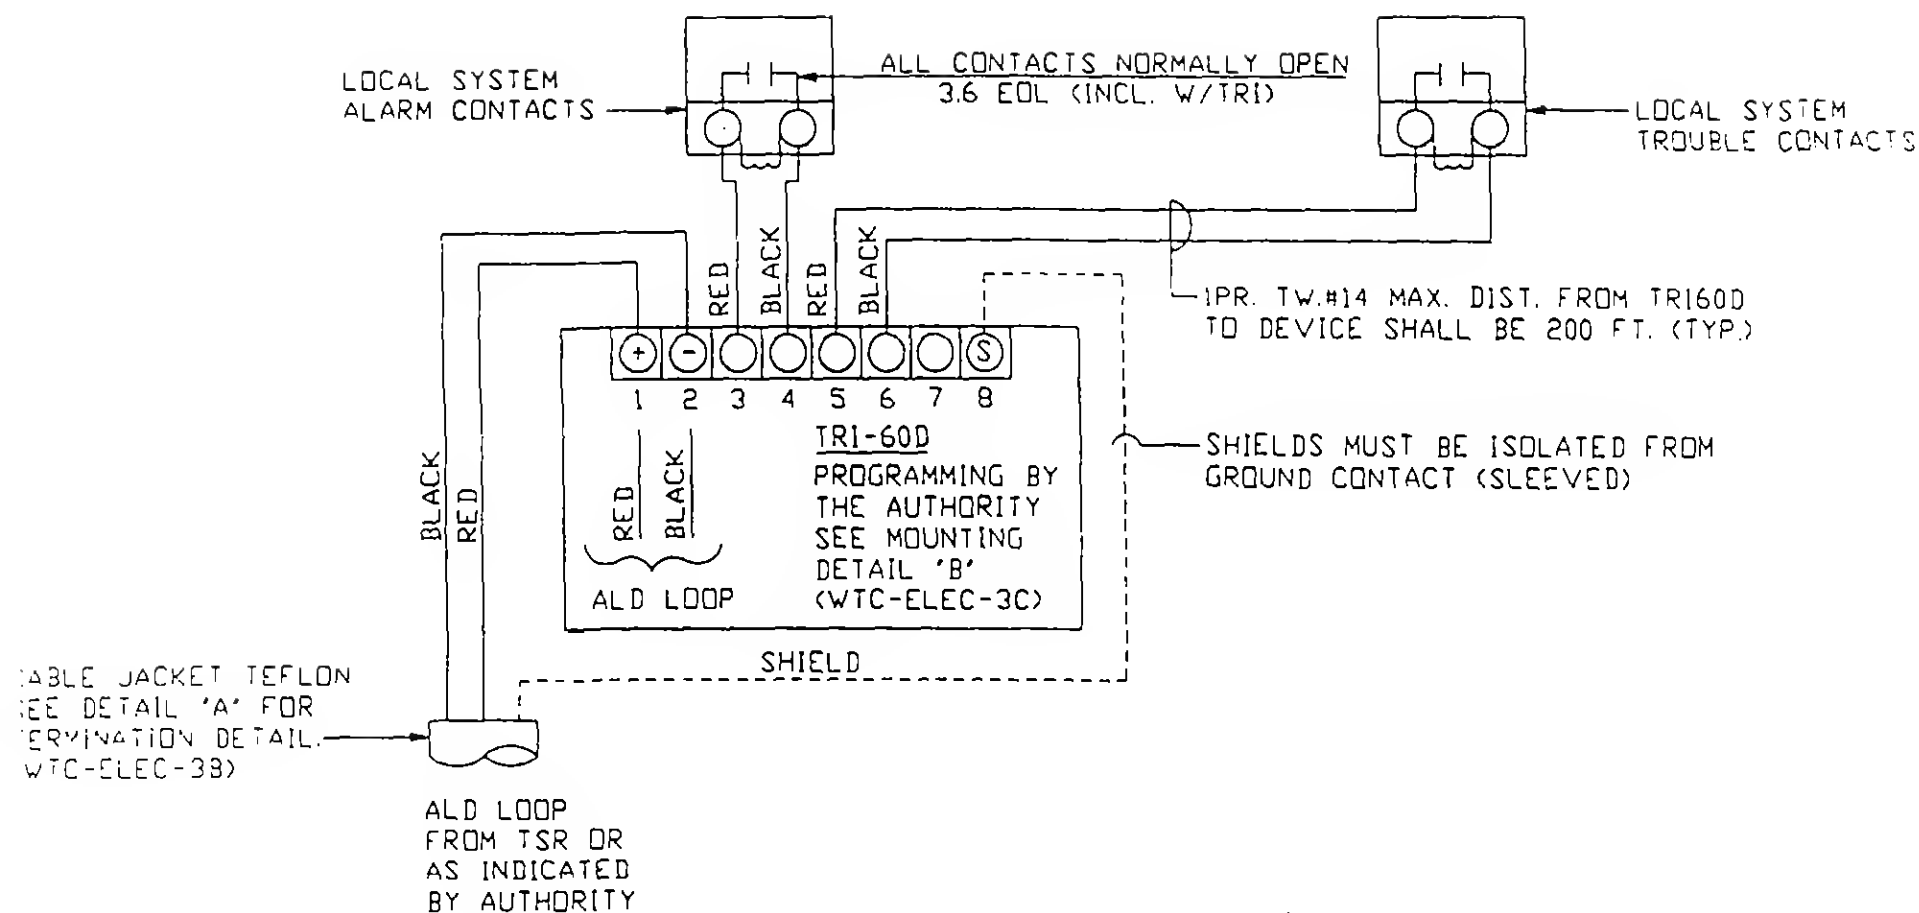 LOCAL SYSTEM
ALARM CONTACTS
ALL CONTACTS NORMALLY OPEN
3.6 EOL (INCL. W/TRI)
LOCAL SYSTEM
TROUBLE CONTACTS
RED
BLACK
RED
BLACK
1PR. TW.#14 MAX. DIST. FROM TRI60D
TO DEVICE SHALL BE 200 FT. (TYP.)
+
-
S
1 2 3 4 5 6 7 8
TRI-60D
PROGRAMMING BY
THE AUTHORITY
SEE MOUNTING
DETAIL 'B'
(WTC-ELEC-3C)
RED
BLACK
ALD LOOP
SHIELDS MUST BE ISOLATED FROM
GROUND CONTACT (SLEEVED)
BLACK
RED
SHIELD
ABLE JACKET TEFLON
EE DETAIL 'A' FOR
ERMINATION DETAIL.
WTC-ELEC-3B)
ALD LOOP
FROM TSR OR
AS INDICATED
BY AUTHORITY